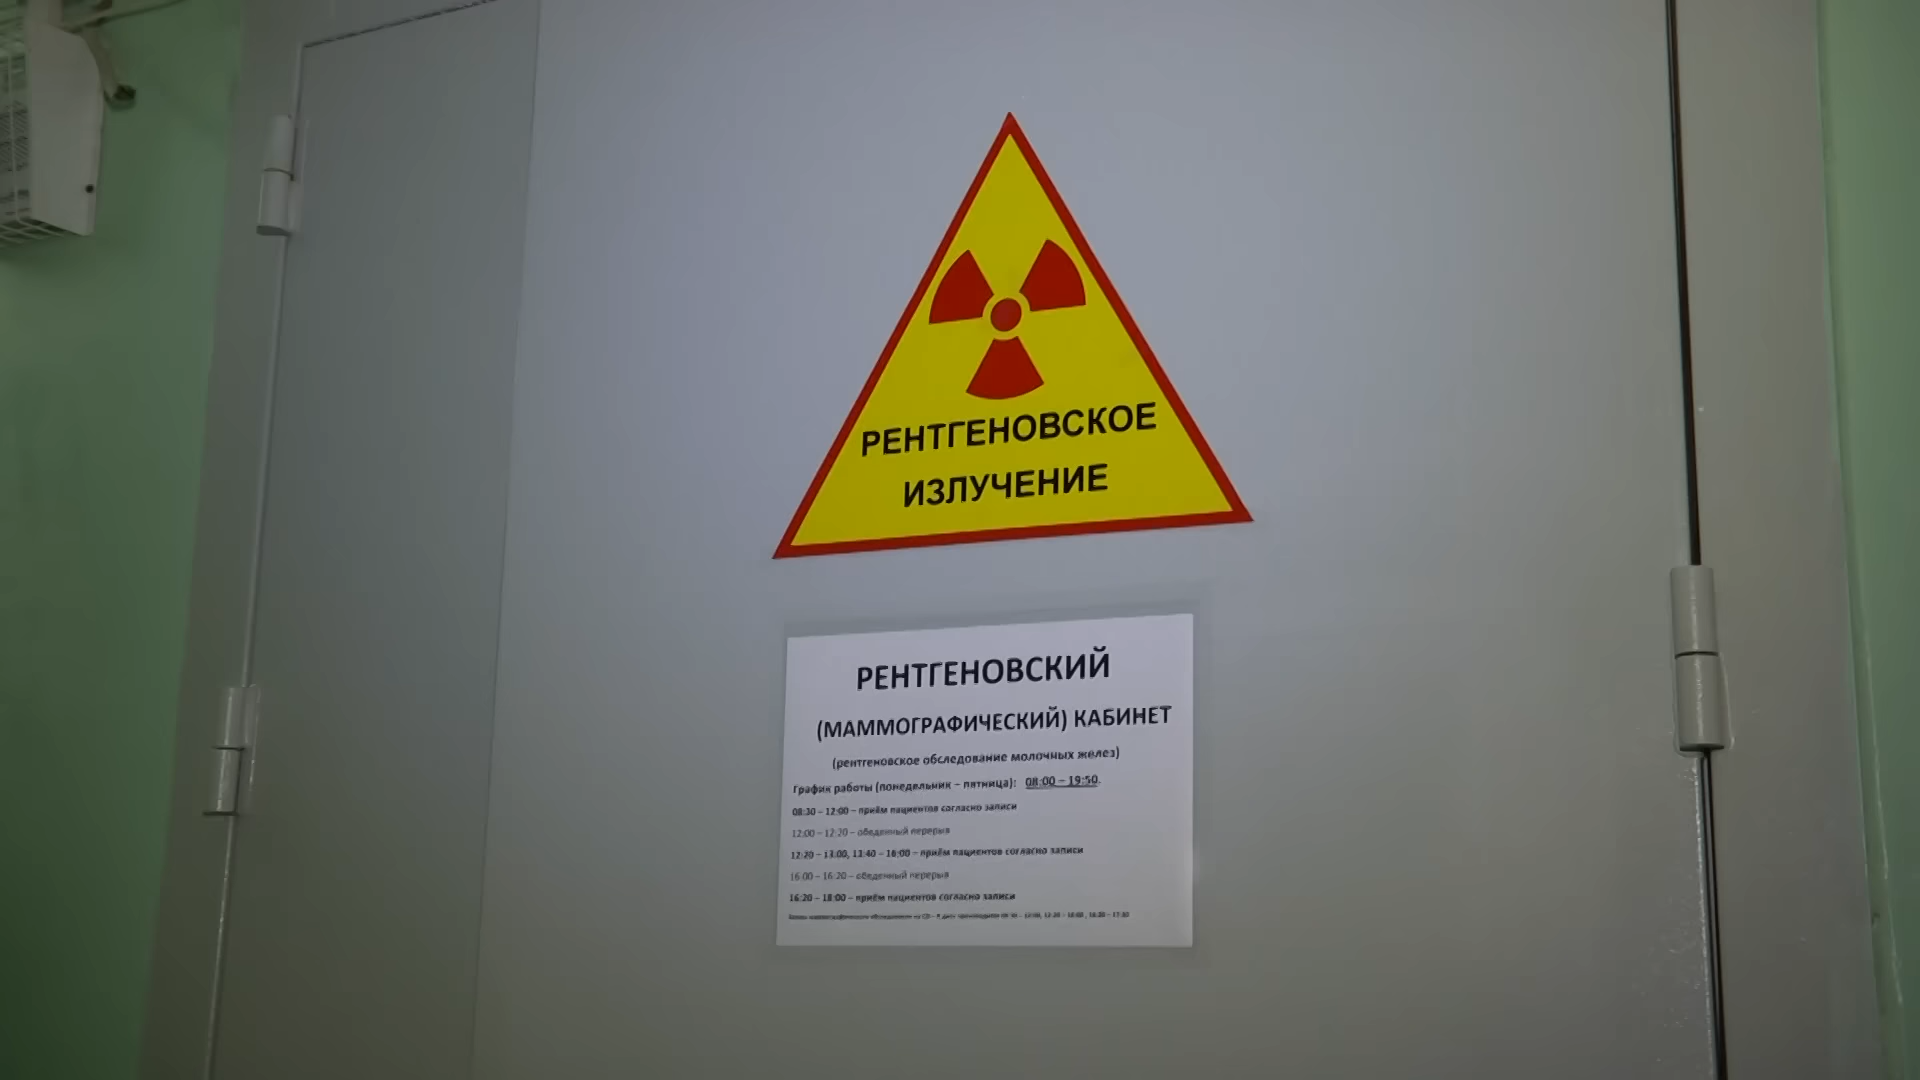 РЕНТГЕНОВСКОЕ
ИЗЛУЧЕНИЕ
РЕНТГЕНОВСКИЙ
(МАММОГРАФИЧЕСКИЙ) КАБИНЕТ
(рентгеновское обследование молочных желез)
График работы (понедельник – пятница): 08:00 – 19:50.
08:30 – 12:00 – приём пациентов согласно записи
12:00 – 12:20 – обеденный перерыв
12:20 – 13:00, 13:40 – 16:00 – приём пациентов согласно записи
16:00 – 16:20 – обеденный перерыв
16:20 – 18:00 – приём пациентов согласно записи